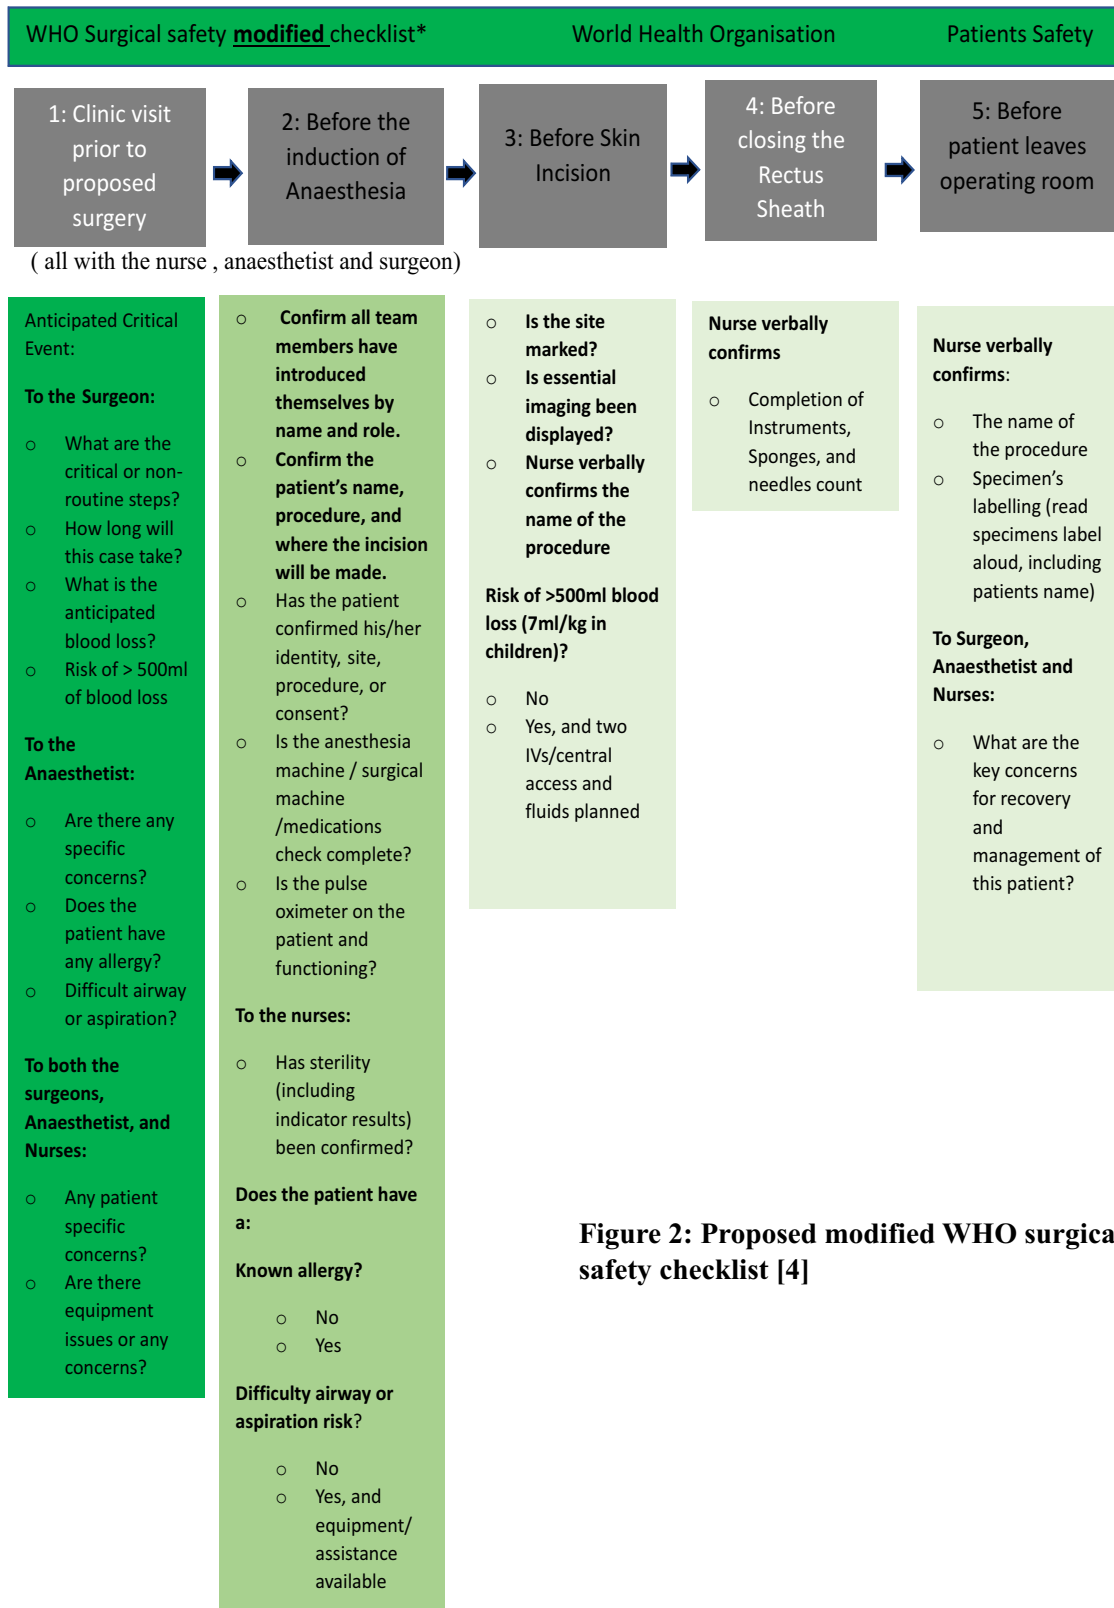 WHO Surgical safety modified checklist* World Health Organisation Patients Safety
1: Clinic visit
prior to
proposed
surgery
2: Before the
induction of
Anaesthesia
3: Before Skin
Incision
4: Before
closing the
Rectus
Sheath
5: Before
patient leaves
operating room
( all with the nurse , anaesthetist and surgeon)
Anticipated Critical
Event:
To the Surgeon:
o What are the
critical or non-
routine steps?
o How long will
this case take?
o What is the
anticipated
blood loss?
o Risk of > 500ml
of blood loss
To the
Anaesthetist:
o Are there any
specific
concerns?
o Does the
patient have
any allergy?
o Difficult airway
or aspiration?
To both the
surgeons,
Anaesthetist, and
Nurses:
o Any patient
specific
concerns?
o Are there
equipment
issues or any
concerns?
o Confirm all team
members have
introduced
themselves by
name and role.
o Confirm the
patient’s name,
procedure, and
where the incision
will be made.
o Has the patient
confirmed his/her
identity, site,
procedure, or
consent?
o Is the anesthesia
machine / surgical
machine
/medications
check complete?
o Is the pulse
oximeter on the
patient and
functioning?
To the nurses:
o Has sterility
(including
indicator results)
been confirmed?
Does the patient have
a:
Known allergy?
o No
o Yes
Difficulty airway or
aspiration risk?
o No
o Yes, and
equipment/
assistance
available
o Is the site
marked?
o Is essential
imaging been
displayed?
o Nurse verbally
confirms the
name of the
procedure
Risk of >500ml blood
loss (7ml/kg in
children)?
o No
o Yes, and two
IVs/central
access and
fluids planned
Nurse verbally
confirms
o Completion of
Instruments,
Sponges, and
needles count
Nurse verbally
confirms:
o The name of
the procedure
o Specimen’s
labelling (read
specimens label
aloud, including
patients name)
To Surgeon,
Anaesthetist and
Nurses:
o What are the
key concerns
for recovery
and
management of
this patient?
Figure 2: Proposed modified WHO surgica
safety checklist [4]